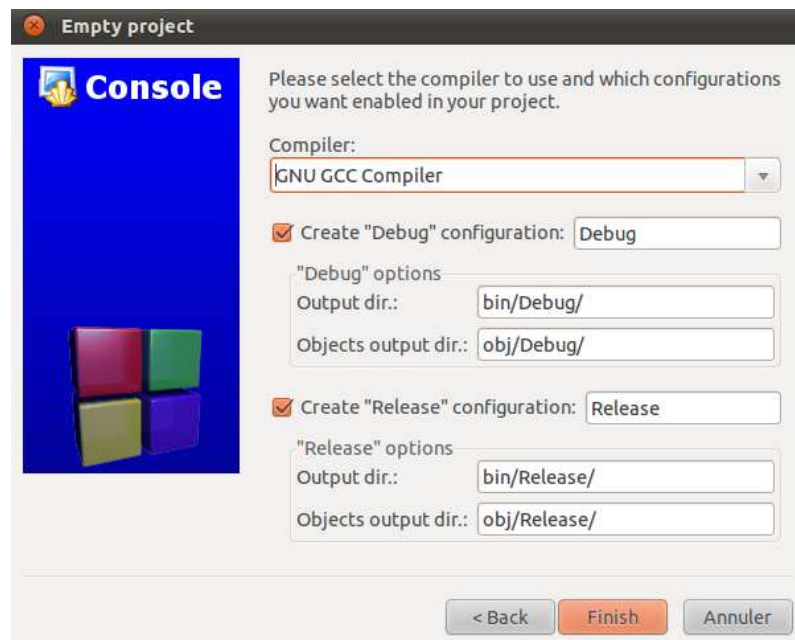 Empty project
Console
Please select the compiler to use and which configurations
you want enabled in your project.
Compiler:
GNU GCC Compiler
Create "Debug" configuration: Debug
"Debug" options
Output dir.: bin/Debug/
Objects output dir.: obj/Debug/
Create "Release" configuration: Release
"Release" options
Output dir.: bin/Release/
Objects output dir.: obj/Release/
< Back Finish Annuler